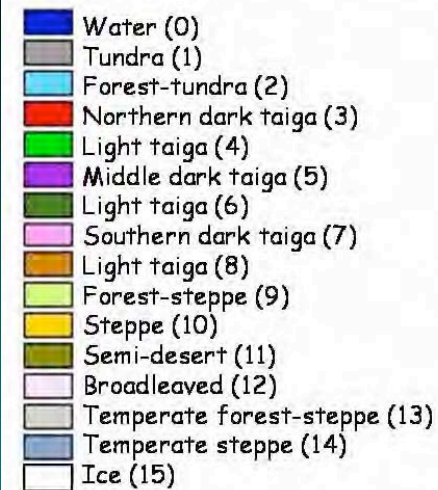 Water (0)
Tundra (1)
Forest-tundra (2)
Northern dark taiga (3)
Light taiga (4)
Middle dark taiga (5)
Light taiga (6)
Southern dark taiga (7)
Light taiga (8)
Forest-steppe (9)
Steppe (10)
Semi-desert (11)
Broadleaved (12)
Temperate forest-steppe (13)
Temperate steppe (14)
Ice (15)